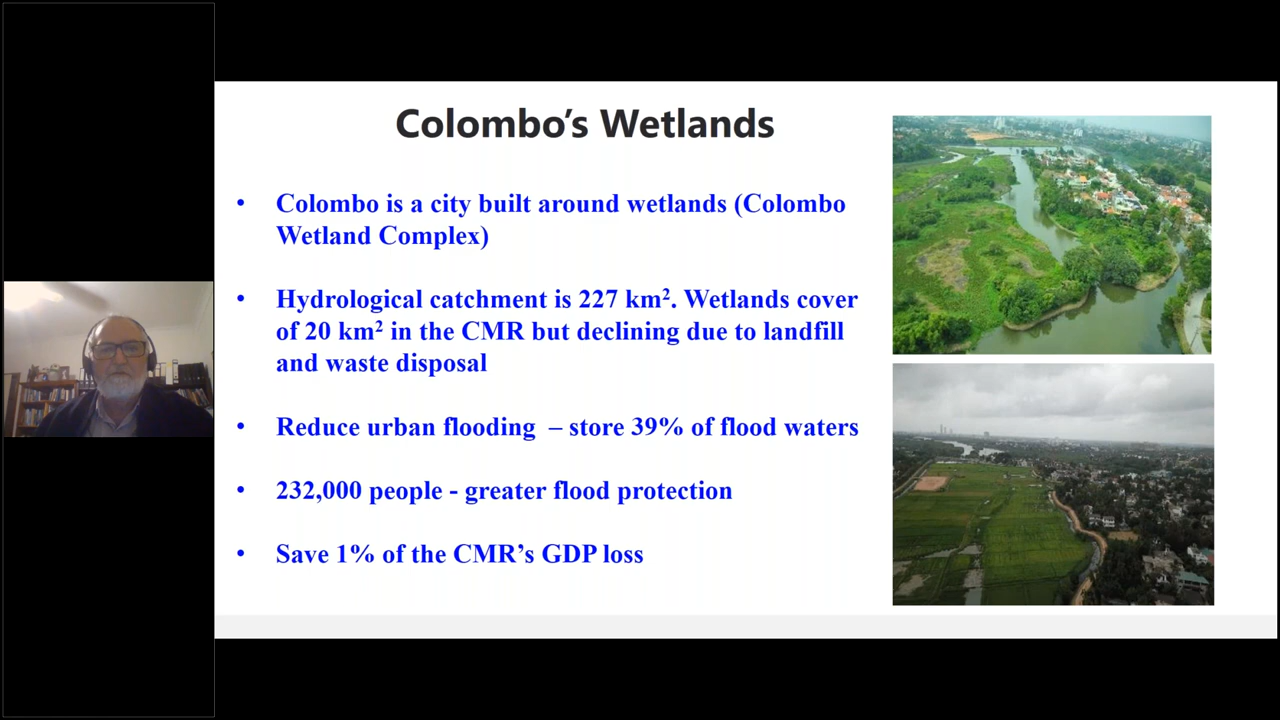 Colombo's Wetlands
• Colombo is a city built around wetlands (Colombo
Wetland Complex)
• Hydrological catchment is 227 km². Wetlands cover
of 20 km² in the CMR but declining due to landfill
and waste disposal
• Reduce urban flooding – store 39% of flood waters
• 232,000 people - greater flood protection
• Save 1% of the CMR's GDP loss